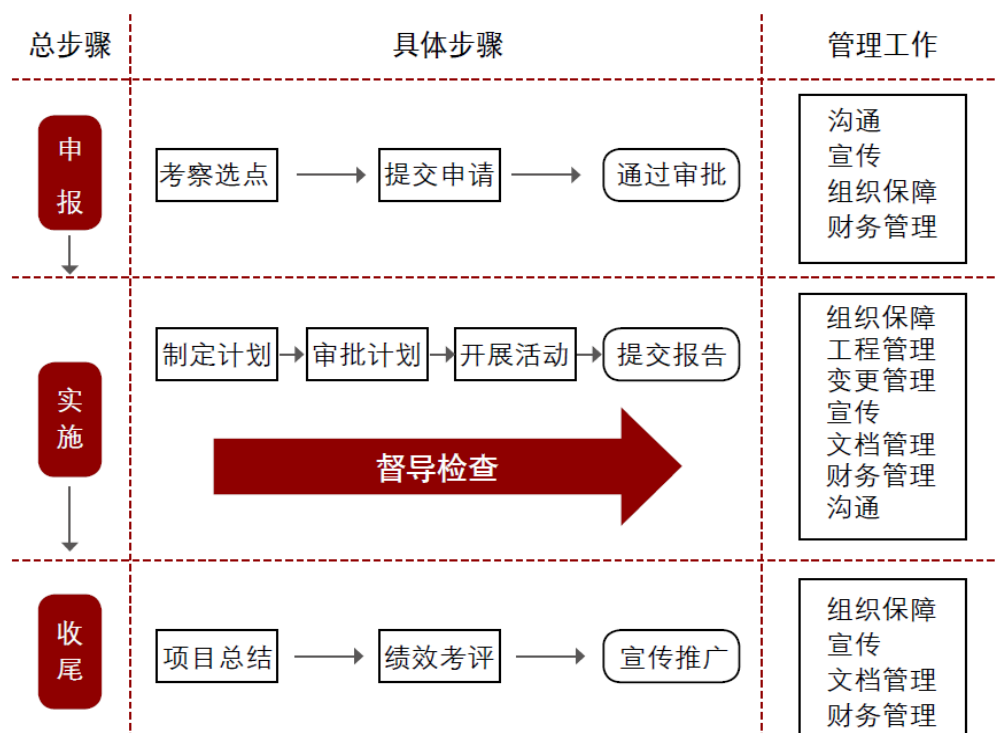 总步骤 具体步骤 管理工作
申报
考察选点 提交申请 通过审批
沟通
宣传
组织保障
财务管理
实施
制定计划 审批计划 开展活动 提交报告
督导检查
组织保障
工程管理
变更管理
宣传
文档管理
财务管理
沟通
收尾
项目总结 绩效考评 宣传推广
组织保障
宣传
文档管理
财务管理